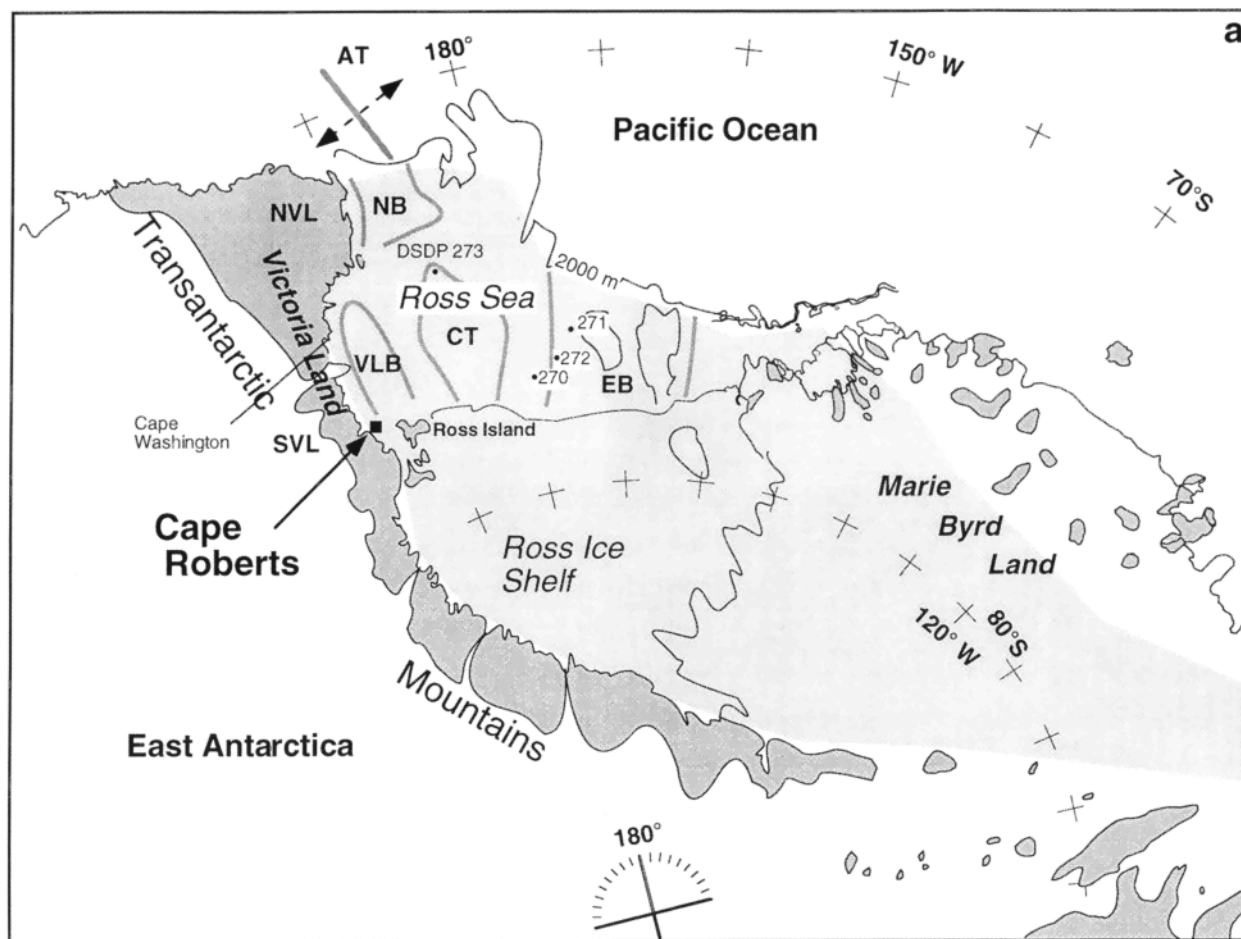 a
AT
180°
150° W
Pacific Ocean
70°S
NVL
NB
DSDP 273
2000 m
Transantarctic
Victoria Land
Ross Sea
271
CT
VLB
272
270
EB
Cape
Washington
SVL
Ross Island
Marie
Byrd
Land
Cape
Roberts
Ross Ice
Shelf
80°S
120° W
Mountains
East Antarctica
180°